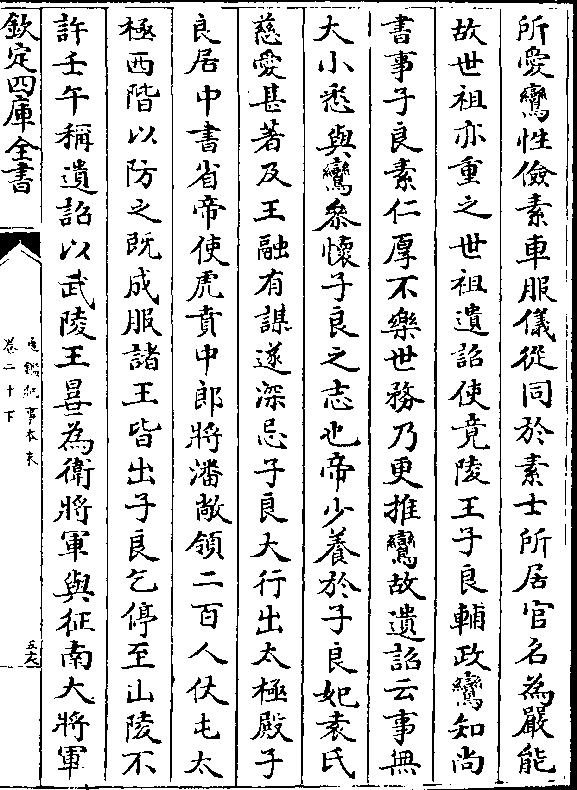 所愛鸞性儉素車服儀從同於素士所居官名為嚴能
故世祖亦重之世祖遺詔使竟陵王子良輔政鸞知尚
書事子良素仁厚不樂世務乃更推鸞故遺詔云事無
大小悉與鸞叅懷子良之志也帝少養於子良妃袁氏
慈愛甚著及王融有謀遂深忌子良大行出太極殿子
良居中書省帝使虎賁中郎將潘敞領二百人仗屯太
極西階以防之既成服諸王皆出子良乞停至山陵不
許壬午稱遺詔以武陵王曅為衛將軍與征南大將軍
欽定四庫全書
通鑑紀事本末
卷二十下